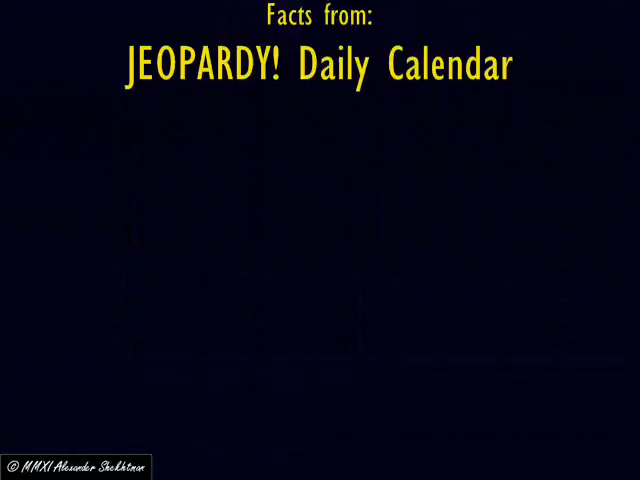 Facts from:
JEOPARDY! Daily Calendar
© MMXI Alexander Shekhtman